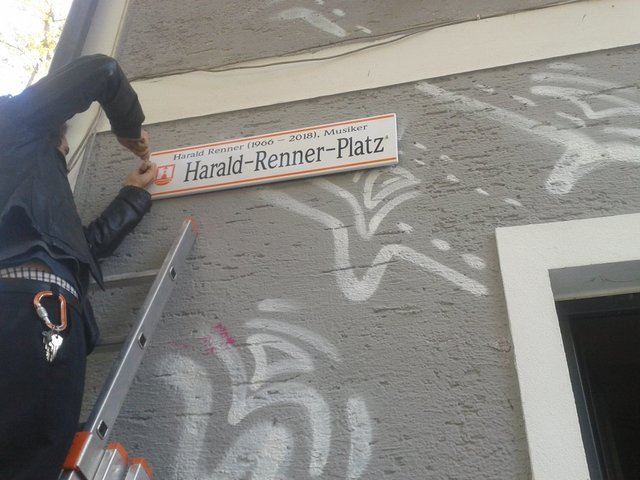 Harald Renner (1966 – 2018), Musiker
Harald-Renner-Platz